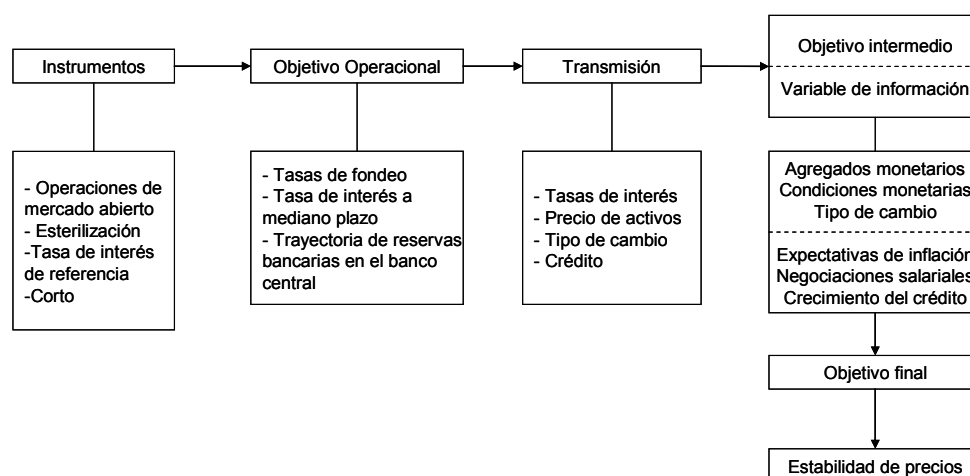 Instrumentos
Objetivo Operacional
Transmisión
Objetivo intermedio
Variable de información
- Operaciones de
mercado abierto
- Esterilización
-Tasa de interés
de referencia
-Corto
- Tasas de fondeo
- Tasa de interés a
mediano plazo
- Trayectoria de reservas
bancarias en el banco
central
- Tasas de interés
- Precio de activos
- Tipo de cambio
- Crédito
Agregados monetarios
Condiciones monetarias
Tipo de cambio
Expectativas de inflación
Negociaciones salariales
Crecimiento del crédito
Objetivo final
Estabilidad de precios